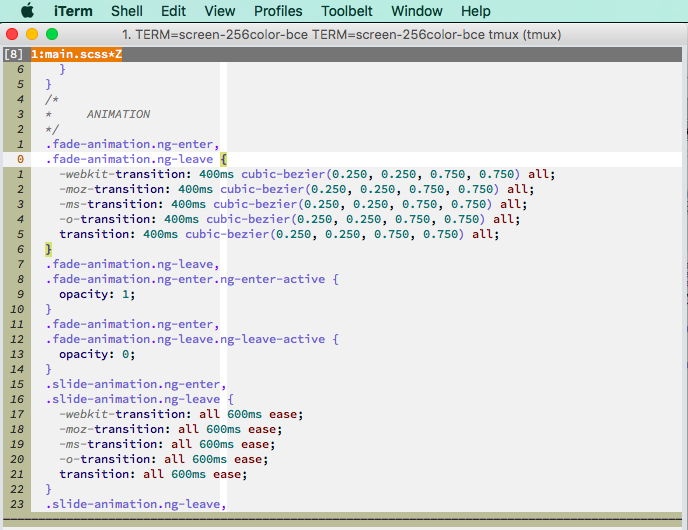 iTerm Shell Edit View Profiles Toolbelt Window Help
1. TERM=screen-256color-bce TERM=screen-256color-bce tmux (tmux)
[8] 1:main.scss*Z
6 }
5 }
4 /*
3 * ANIMATION
2 */
1 .fade-animation.ng-enter,
0 .fade-animation.ng-leave {
1 -webkit-transition: 400ms cubic-bezier(0.250, 0.250, 0.750, 0.750) all;
2 -moz-transition: 400ms cubic-bezier(0.250, 0.250, 0.750, 0.750) all;
3 -ms-transition: 400ms cubic-bezier(0.250, 0.250, 0.750, 0.750) all;
4 -o-transition: 400ms cubic-bezier(0.250, 0.250, 0.750, 0.750) all;
5 transition: 400ms cubic-bezier(0.250, 0.250, 0.750, 0.750) all;
6 }
7 .fade-animation.ng-leave,
8 .fade-animation.ng-enter.ng-enter-active {
9 opacity: 1;
10 }
11 .fade-animation.ng-enter,
12 .fade-animation.ng-leave.ng-leave-active {
13 opacity: 0;
14 }
15 .slide-animation.ng-enter,
16 .slide-animation.ng-leave {
17 -webkit-transition: all 600ms ease;
18 -moz-transition: all 600ms ease;
19 -ms-transition: all 600ms ease;
20 -o-transition: all 600ms ease;
21 transition: all 600ms ease;
22 }
23 .slide-animation.ng-leave,